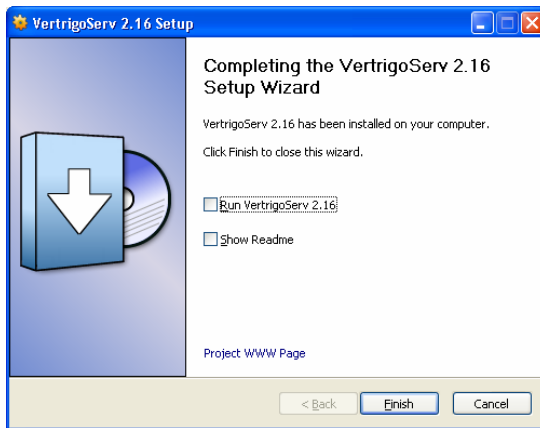 VertrigoServ 2.16 Setup
Completing the VertrigoServ 2.16
Setup Wizard
VertrigoServ 2.16 has been installed on your computer.
Click Finish to close this wizard.
Run VertrigoServ 2.16
Show Readme
Project WWW Page
< Back
Finish
Cancel